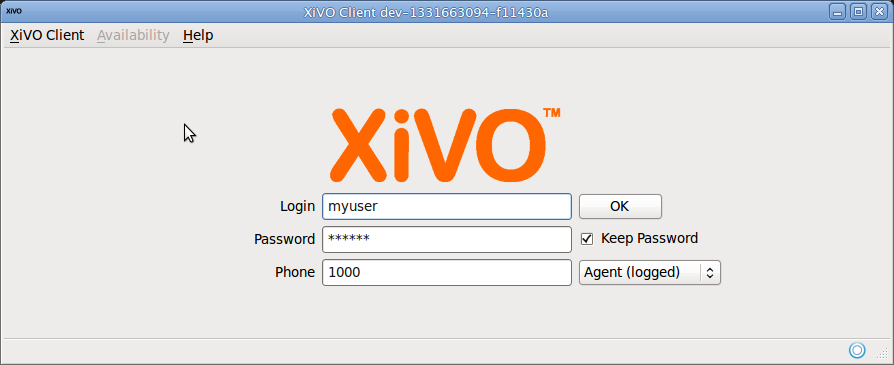 XiVO XiVO Client dev-1331663094-f11430a
XiVO Client Availability Help
XiVO™
Login myuser OK
Password ****** Keep Password
Phone 1000 Agent (logged)